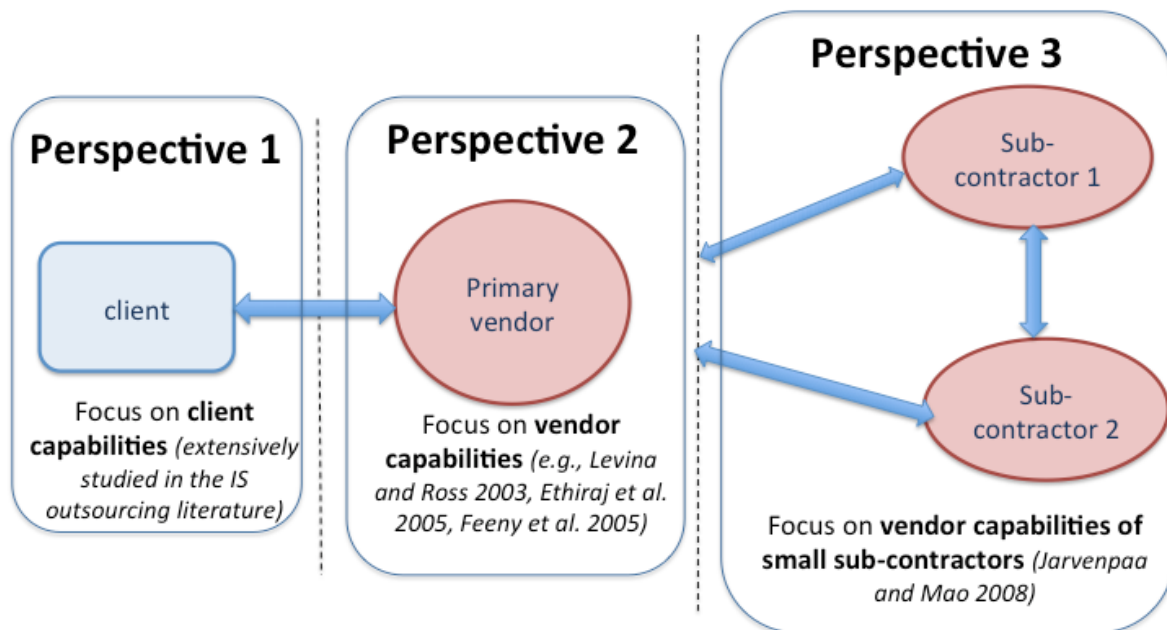 Perspective 1
client
Focus on client
capabilities (extensively
studied in the IS
outsourcing literature)
Perspective 2
Primary
vendor
Focus on vendor
capabilities (e.g., Levina
and Ross 2003, Ethiraj et al.
2005, Feeny et al. 2005)
Perspective 3
Sub-
contractor 1
Sub-
contractor 2
Focus on vendor capabilities of
small sub-contractors (Jarvenpaa
and Mao 2008)